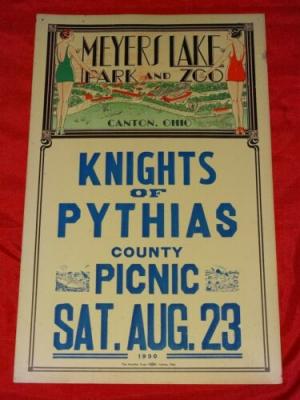 MEYERS LAKE
PARK AND ZOO
CANTON, OHIO
KNIGHTS
OF
PYTHIAS
COUNTY
PICNIC
SAT. AUG. 23
1930